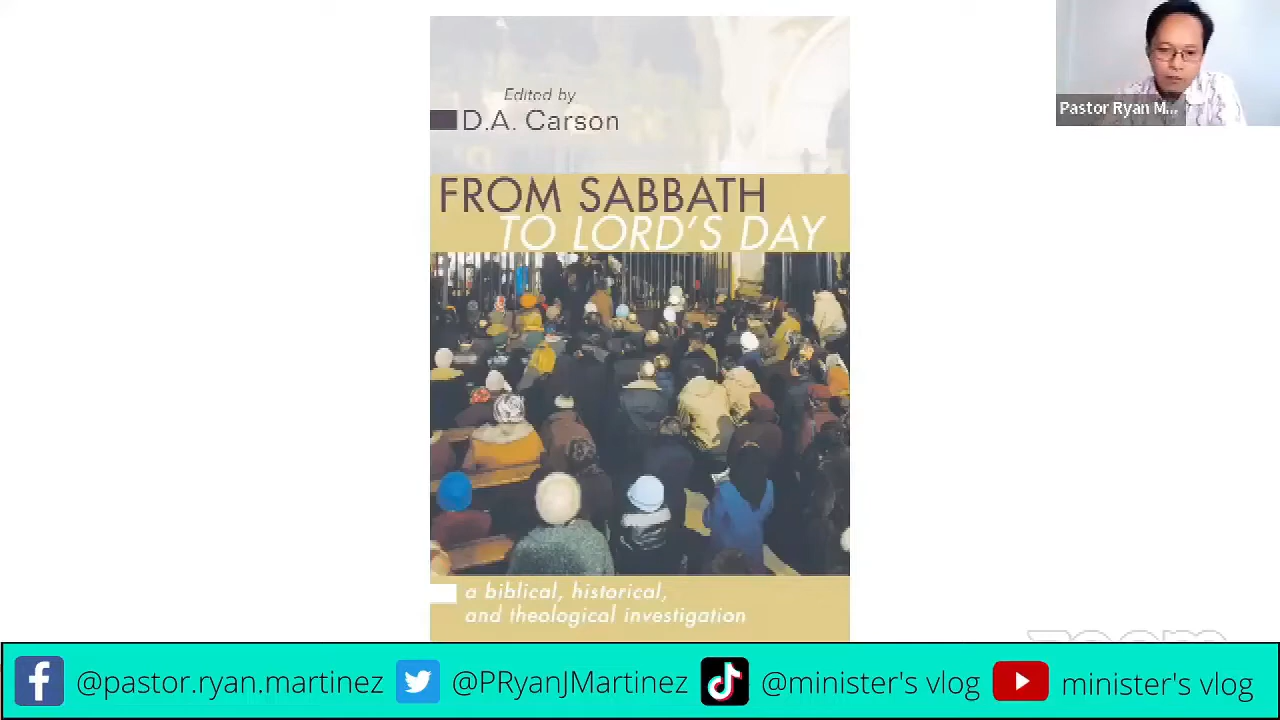 Edited by
D.A. Carson
FROM SABBATH
TO LORD'S DAY
a biblical, historical,
and theological investigation
Pastor Ryan M...
zoom
@pastor.ryan.martinez @PRyanJMartinez @minister's vlog minister's vlog